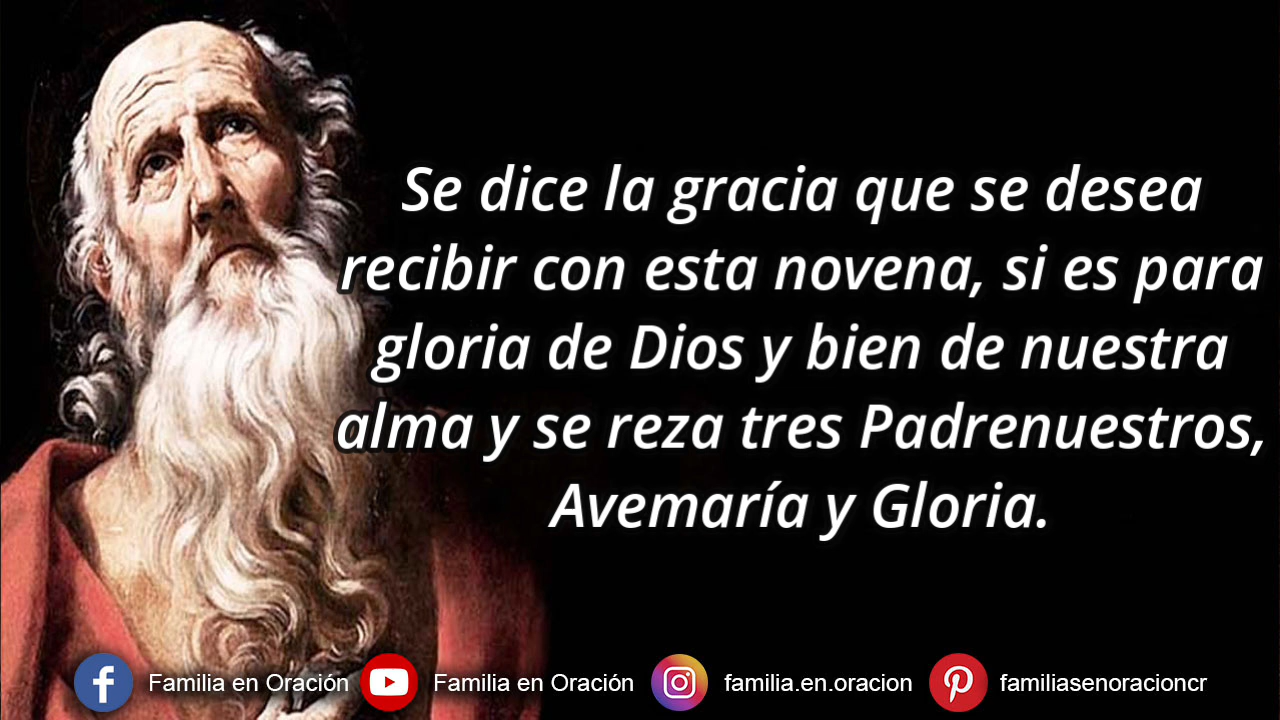 Se dice la gracia que se desea
recibir con esta novena, si es para
gloria de Dios y bien de nuestra
alma y se reza tres Padrenuestros,
Avemaría y Gloria.
Familia en Oración
Familia en Oración
familia.en.oracion
familiasenoracioncr